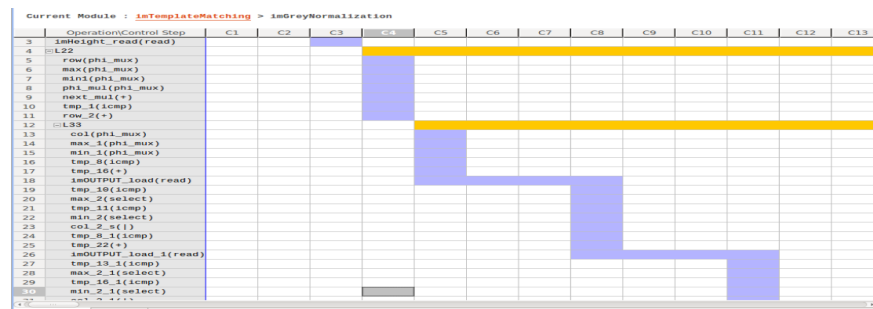 Current Module : imTemplateMatching > imGreyNormalization
Operation\Control Step C1 C2 C3 C4 C5 C6 C7 C8 C9 C10 C11 C12 C13
3 imHeight_read(read)
4 L22
5 row(phi_mux)
6 max(phi_mux)
7 min1(phi_mux)
8 phi_mul(phi_mux)
9 next_mul(+)
10 tmp_1(icmp)
11 row_2(+)
12 L33
13 col(phi_mux)
14 max_1(phi_mux)
15 min_1(phi_mux)
16 tmp_8(icmp)
17 tmp_16(+)
18 imOUTPUT_load(read)
19 tmp_10(icmp)
20 max_2(select)
21 tmp_11(icmp)
22 min_2(select)
23 col_2_s(|)
24 tmp_8_1(icmp)
25 tmp_22(+)
26 imOUTPUT_load_1(read)
27 tmp_13_1(icmp)
28 max_2_1(select)
29 tmp_16_1(icmp)
30 min_2_1(select)